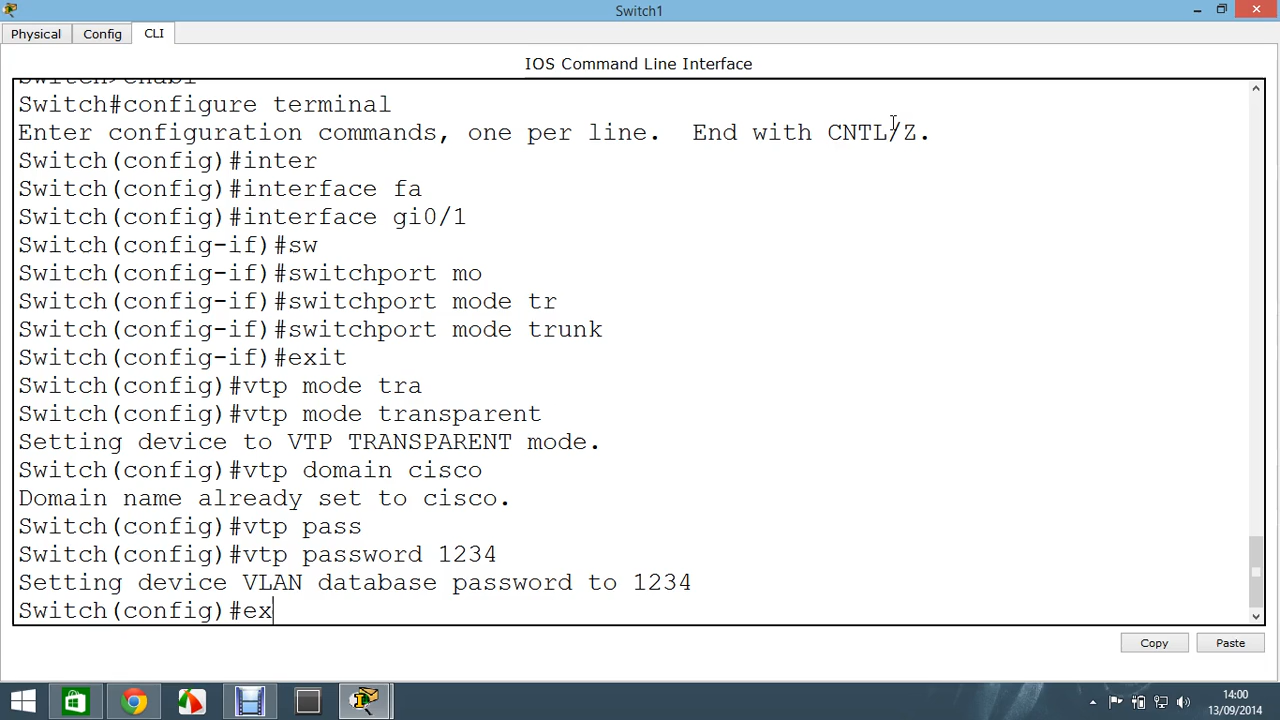 Switch1
Physical
Config
CLI
IOS Command Line Interface
Switch>enabl
Switch#configure terminal
Enter configuration commands, one per line.  End with CNTL/Z.
Switch(config)#inter
Switch(config)#interface fa
Switch(config)#interface gi0/1
Switch(config-if)#sw
Switch(config-if)#switchport mo
Switch(config-if)#switchport mode tr
Switch(config-if)#switchport mode trunk
Switch(config-if)#exit
Switch(config)#vtp mode tra
Switch(config)#vtp mode transparent
Setting device to VTP TRANSPARENT mode.
Switch(config)#vtp domain cisco
Domain name already set to cisco.
Switch(config)#vtp pass
Switch(config)#vtp password 1234
Setting device VLAN database password to 1234
Switch(config)#ex
Copy
Paste
14:00
13/09/2014